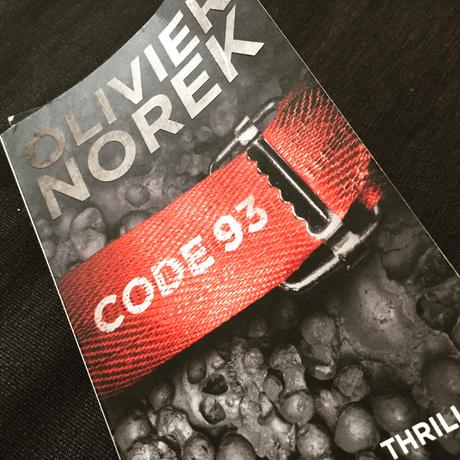 OLIVIER
NOREK
CODE 93
THRILL